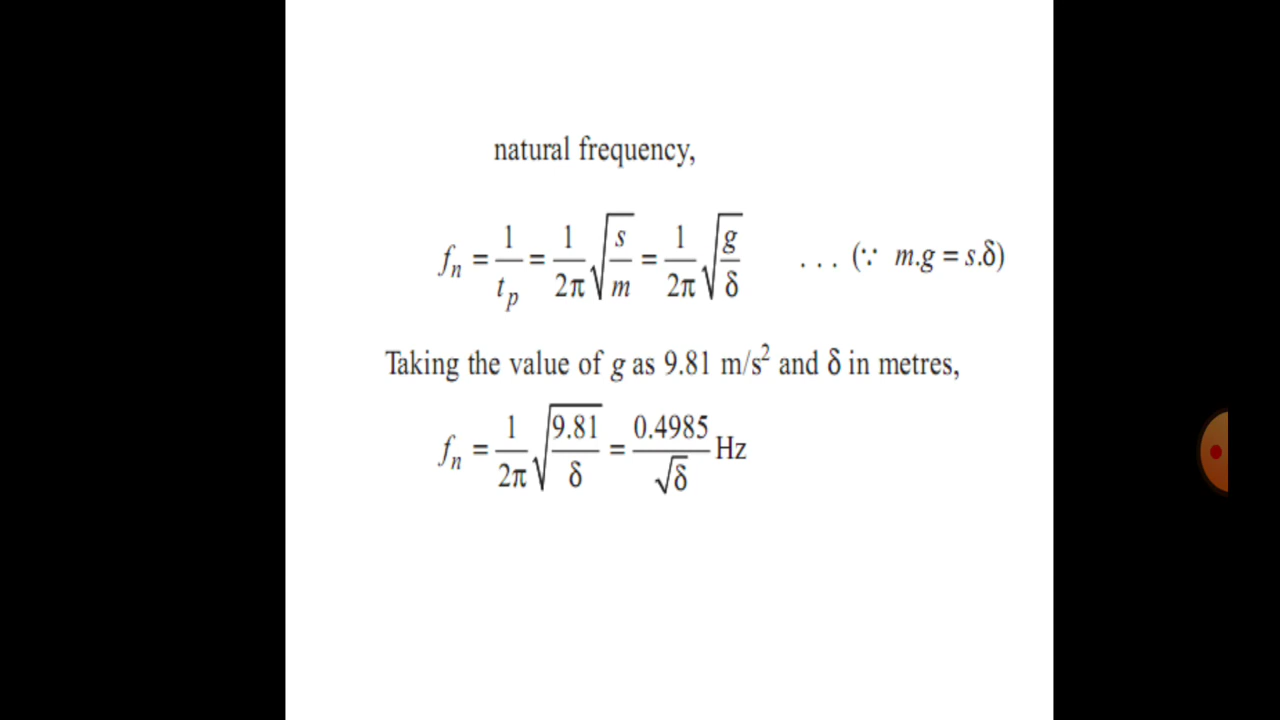 natural frequency,
fₙ = 1/tₚ = 1/2π √(s/m) = 1/2π √(g/δ) . . . (∵ m.g = s.δ)
Taking the value of g as 9.81 m/s² and δ in metres,
fₙ = 1/2π √(9.81/δ) = 0.4985/√δ Hz